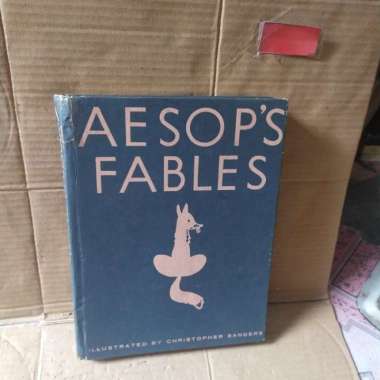 AESOP'S
FABLES
ILLUSTRATED BY CHRISTOPHER SANDERS